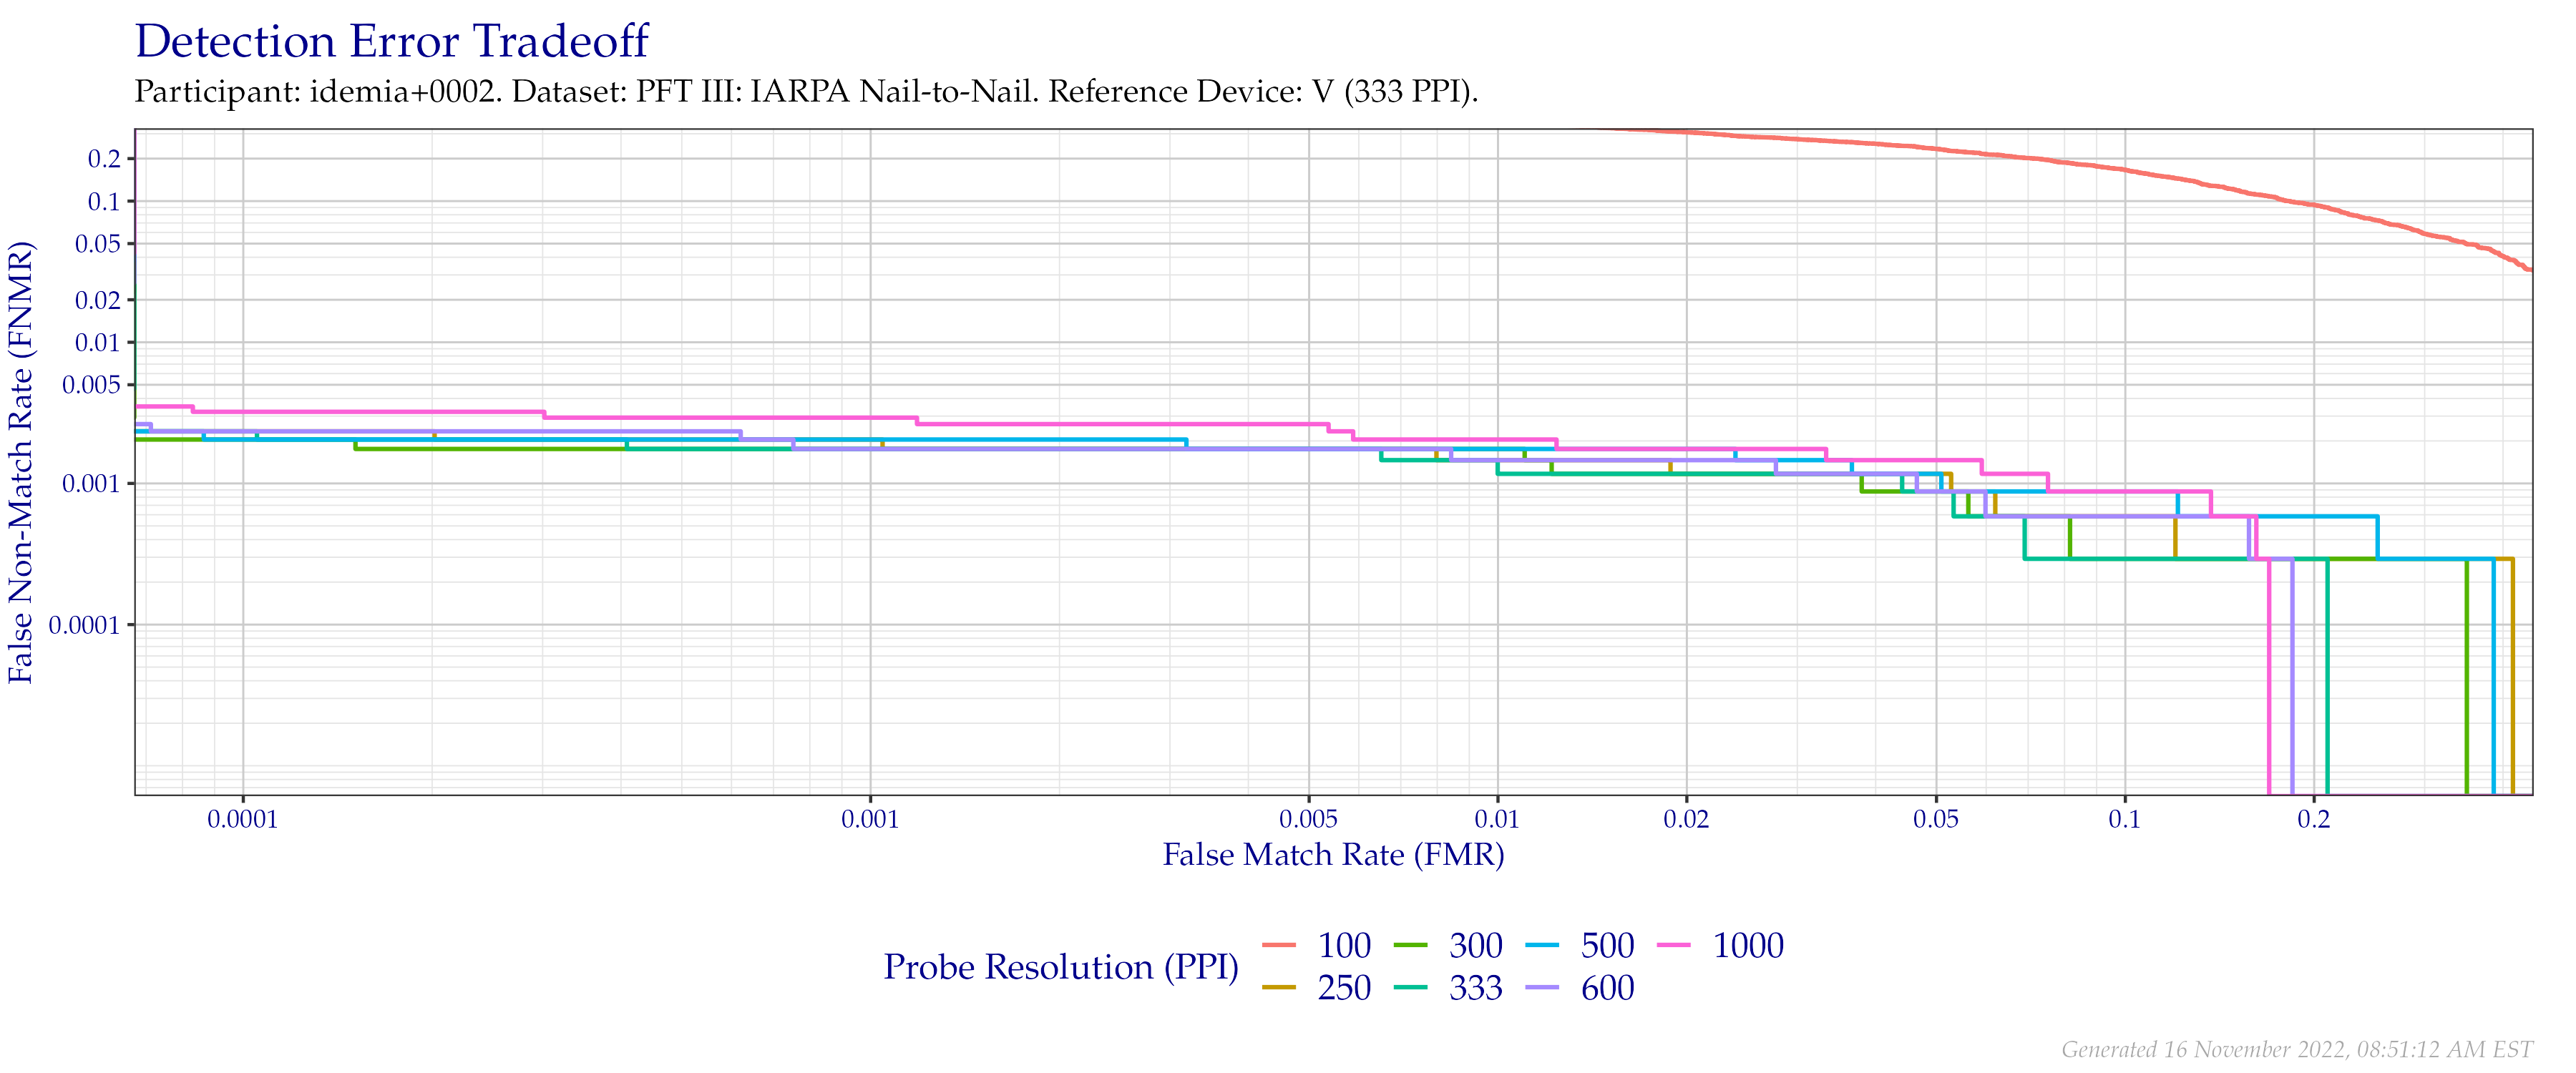 Detection Error Tradeoff
Participant: idemia+0002. Dataset: PFT III: IARPA Nail-to-Nail. Reference Device: V (333 PPI).
False Non-Match Rate (FNMR)
0.2
0.1
0.05
0.02
0.01
0.005
0.001
0.0001
0.0001 0.001 0.005 0.01 0.02 0.05 0.1 0.2
False Match Rate (FMR)
Probe Resolution (PPI)
100 300 500 1000
250 333 600
Generated 16 November 2022, 08:51:12 AM EST